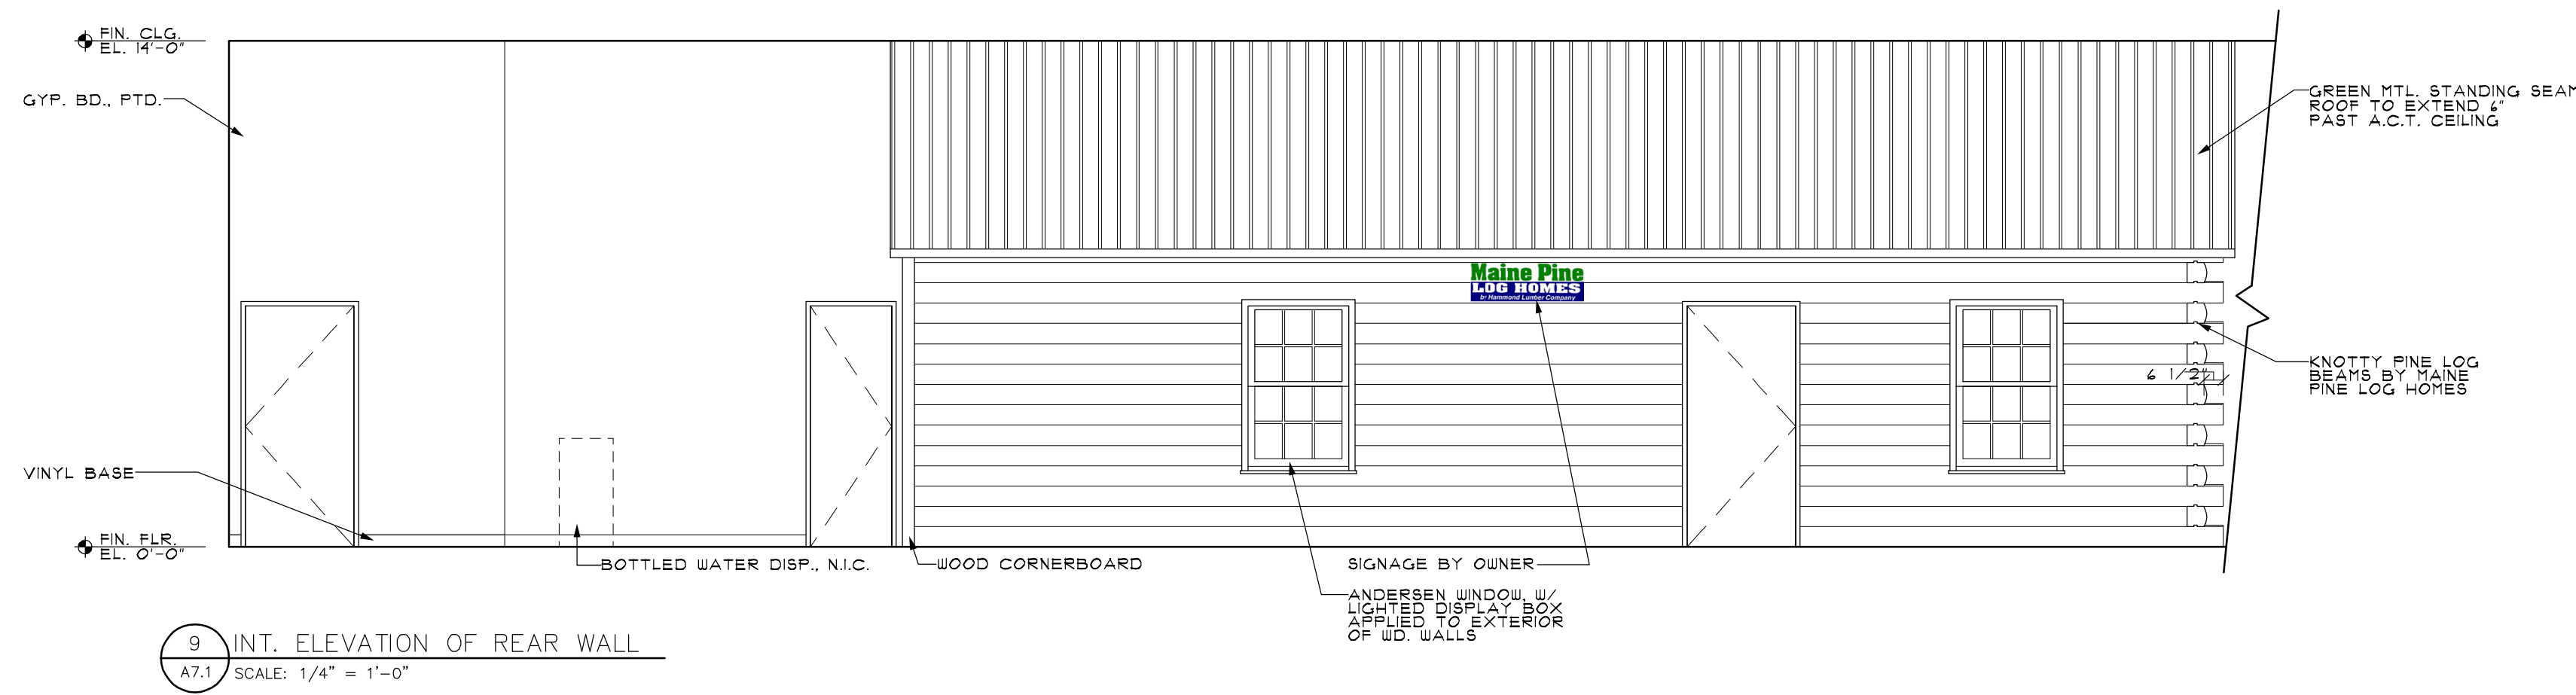 FIN. CLG.
EL. 14'-0"
GYP. BD., PTD.
GREEN MTL. STANDING SEAM
ROOF TO EXTEND 6"
PAST A.C.T. CEILING
Maine Pine
LOG HOMES
by Hammond Lumber Company
KNOTTY PINE LOG
BEAMS BY MAINE
PINE LOG HOMES
6 1/2"
VINYL BASE
FIN. FLR.
EL. 0'-0"
BOTTLED WATER DISP., N.I.C.
WOOD CORNERBOARD
SIGNAGE BY OWNER
ANDERSEN WINDOW, W/
LIGHTED DISPLAY BOX
APPLIED TO EXTERIOR
OF WD. WALLS
9 INT. ELEVATION OF REAR WALL
A7.1 SCALE: 1/4" = 1'-0"